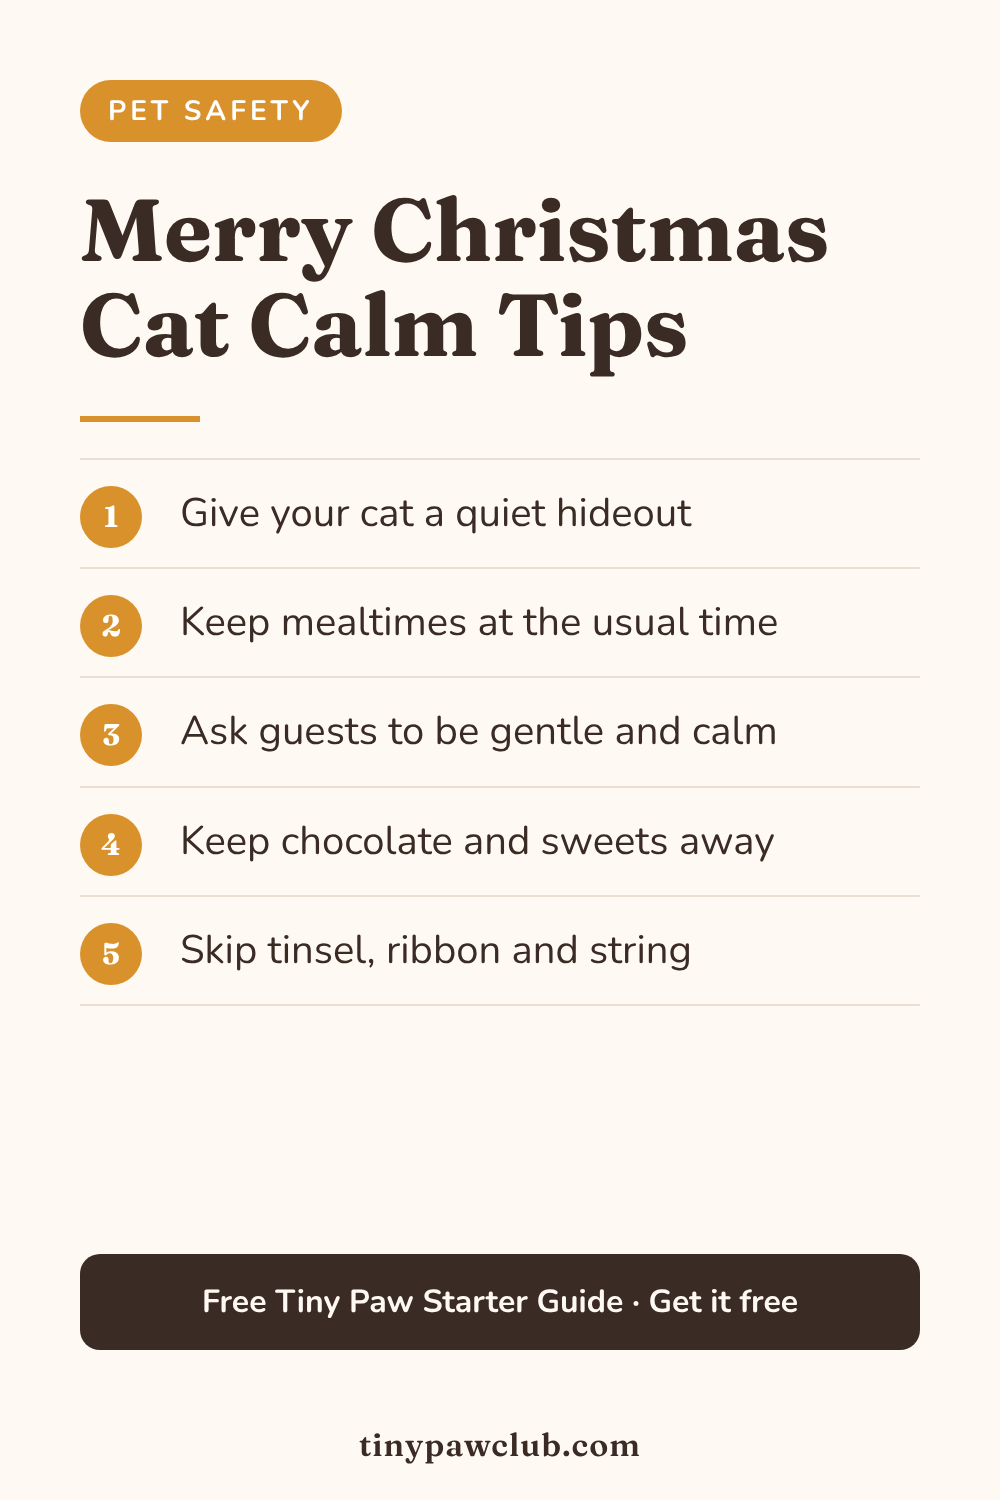 PET SAFETY
Merry Christmas
Cat Calm Tips
1 Give your cat a quiet hideout
2 Keep mealtimes at the usual time
3 Ask guests to be gentle and calm
4 Keep chocolate and sweets away
5 Skip tinsel, ribbon and string
Free Tiny Paw Starter Guide · Get it free
tinypawclub.com